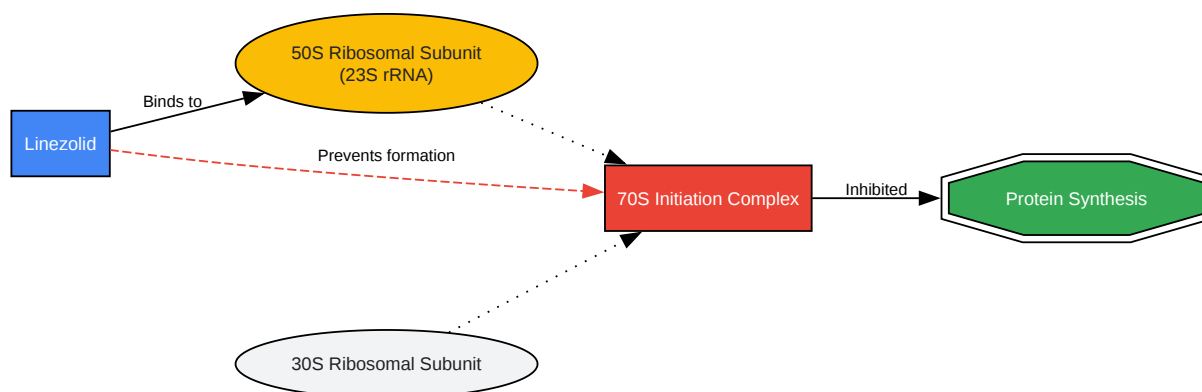 50S Ribosomal Subunit
(23S rRNA)
Binds to
Linezolid
Prevents formation
70S Initiation Complex
Inhibited
Protein Synthesis
30S Ribosomal Subunit